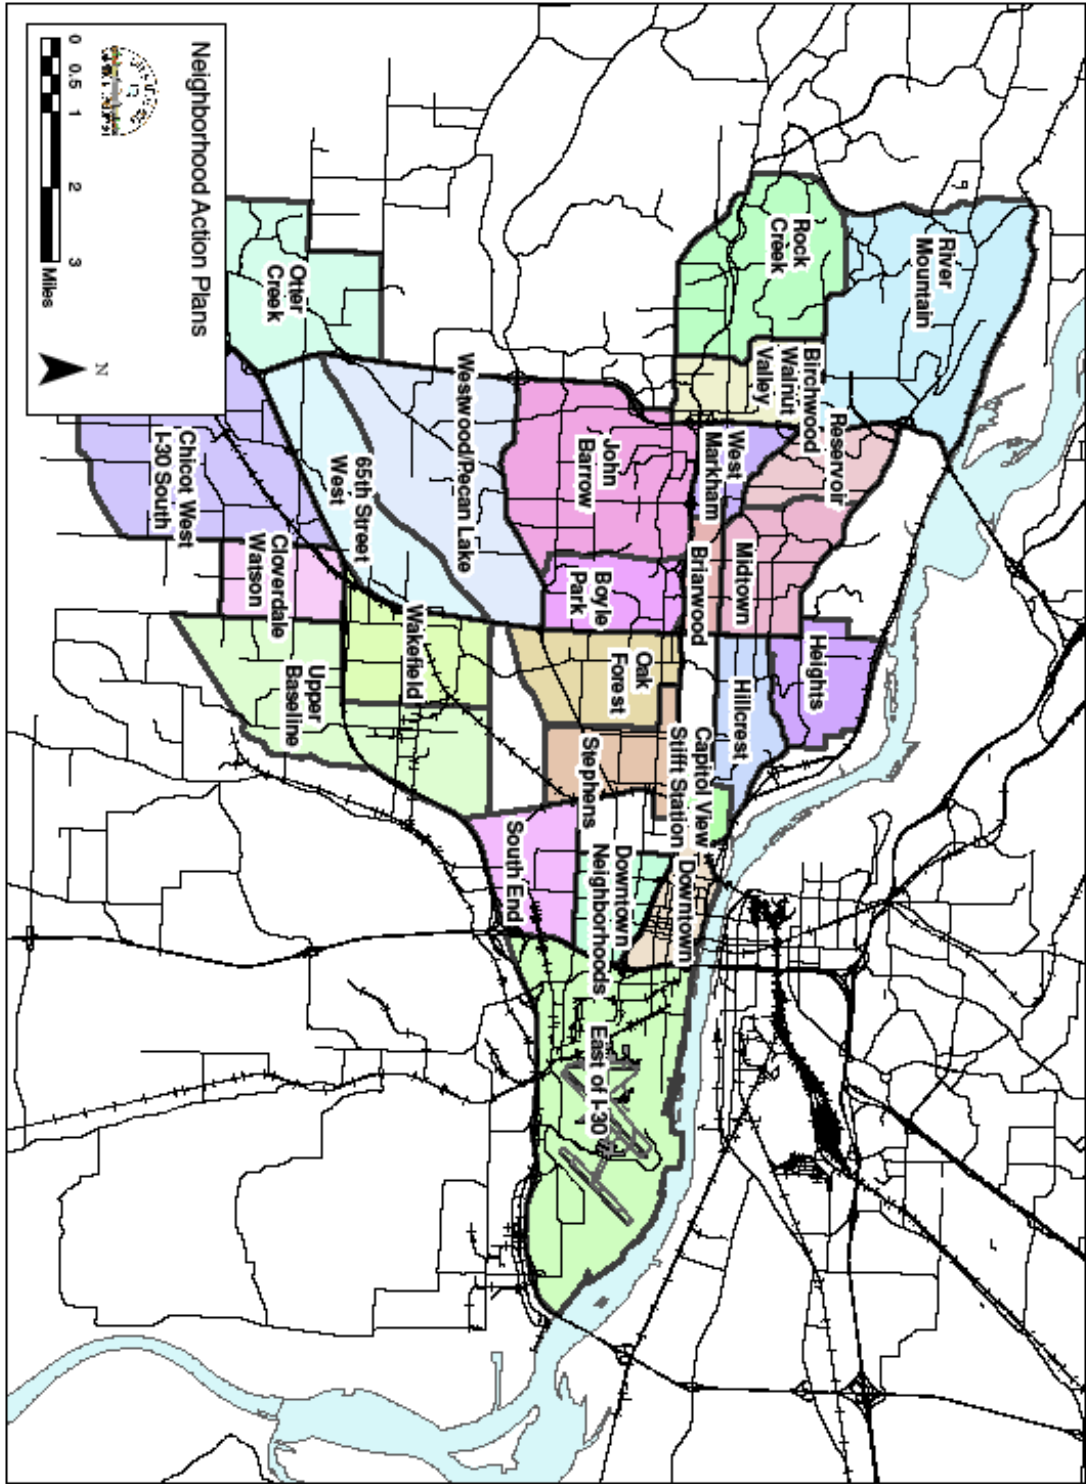 River
Mountain
Rock
Creek
Birchwood
Walnut
Valley
Reservoir
West
Markham
Midtown
Briarwood
Heights
Hillcrest
Capitol View
Stifft Station
Downtown
John
Barrow
Boyle
Park
Oak
Forest
Stephens
Downtown
Neighborhoods
East of I-30
South End
Westwood/Pecan Lake
65th Street
West
Wakefield
Otter
Creek
Chicot West
I-30 South
Cloverdale
Watson
Upper
Baseline
Neighborhood Action Plans
0 0.5 1 2 3
Miles
N